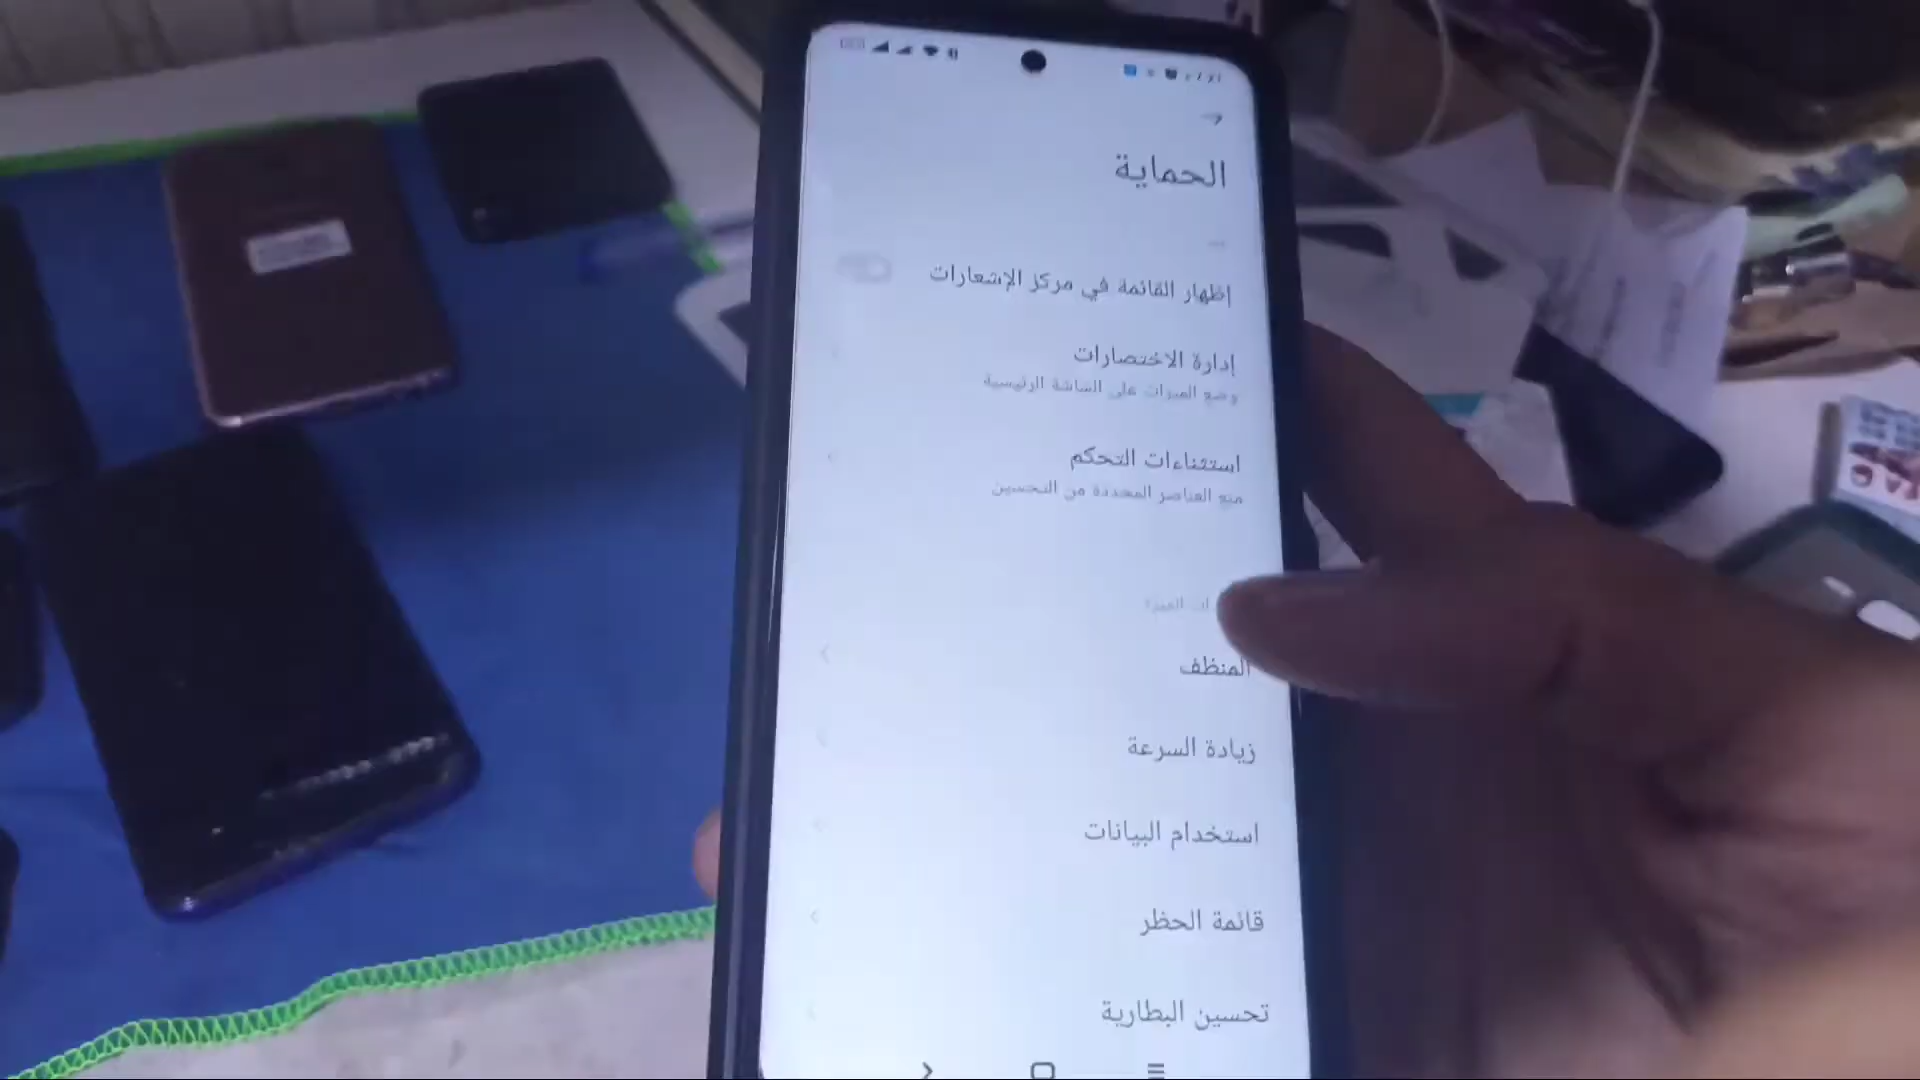 الحماية
إظهار القائمة في مركز الإشعارات
إدارة الاختصارات
وضع الميزات على الشاشة الرئيسية
استثناءات التحكم
منع العناصر المحددة من التحسين
المنظف
زيادة السرعة
استخدام البيانات
قائمة الحظر
تحسين البطارية